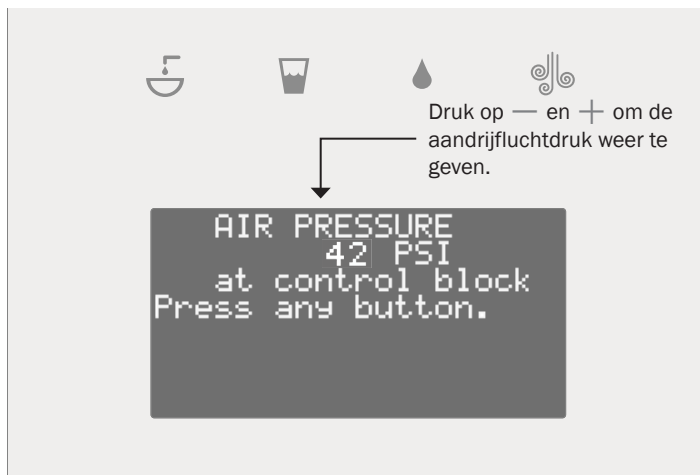 Druk op — en + om de
aandrijfluchtdruk weer te
geven.
AIR PRESSURE
42 PSI
at control block
Press any button.